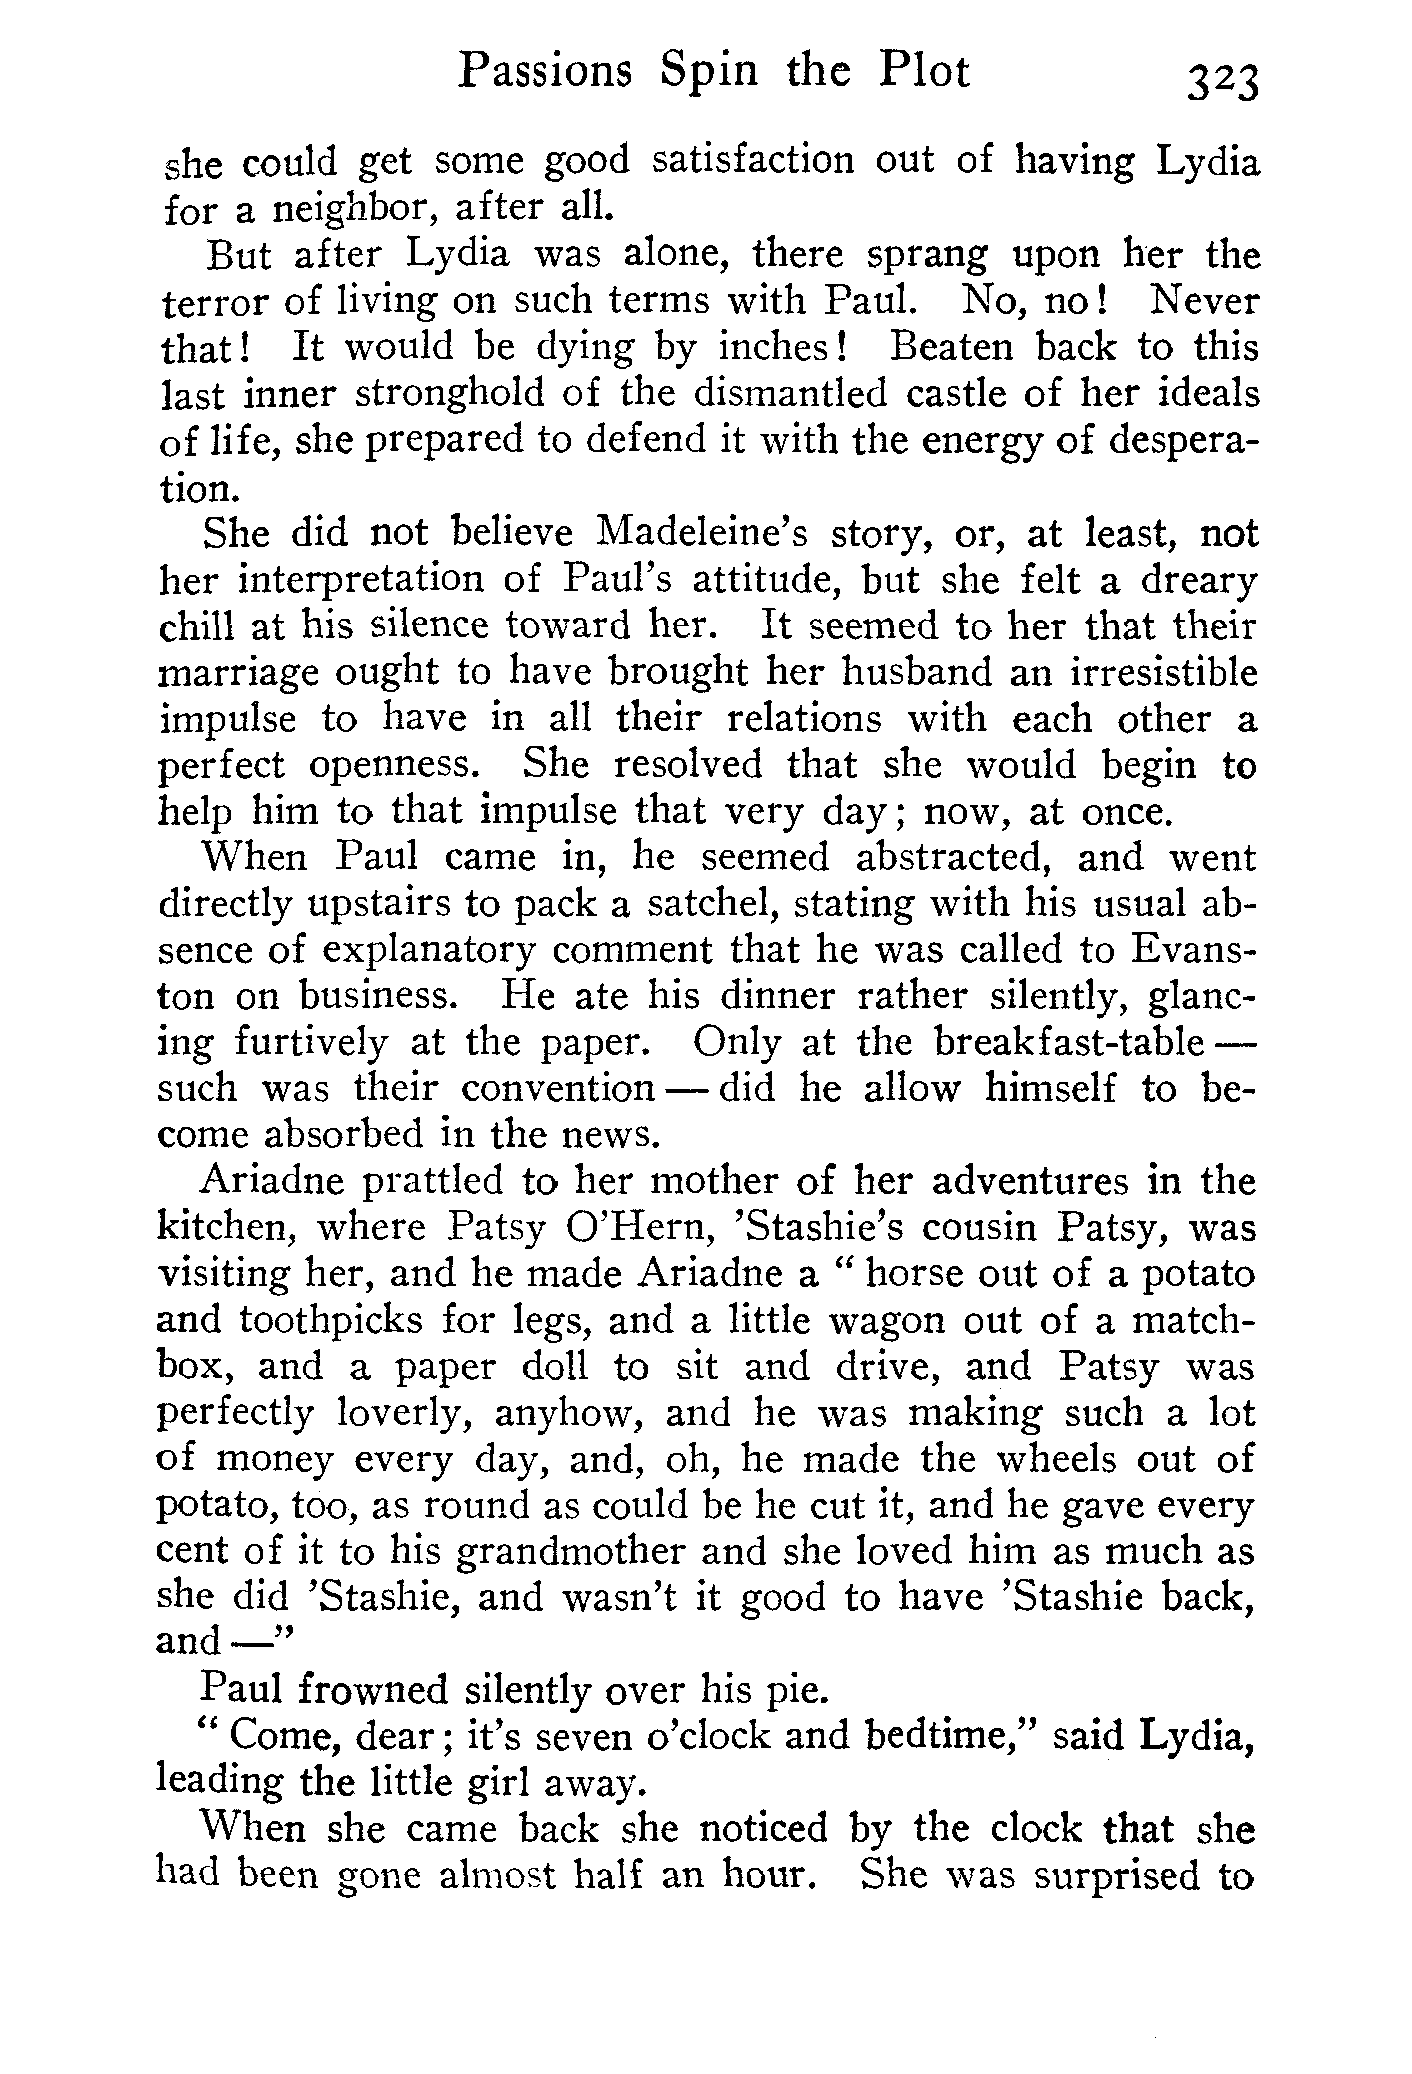 Passions Spin the Plot 323
she could get some good satisfaction out of having Lydia
for a neighbor, after all.
But after Lydia was alone, there sprang upon her the
terror of living on such terms with Paul. No, no! Never
that! It would be dying by inches! Beaten back to this
last inner stronghold of the dismantled castle of her ideals
of life, she prepared to defend it with the energy of despera-
tion.
She did not believe Madeleine's story, or, at least, not
her interpretation of Paul's attitude, but she felt a dreary
chill at his silence toward her. It seemed to her that their
marriage ought to have brought her husband an irresistible
impulse to have in all their relations with each other a
perfect openness. She resolved that she would begin to
help him to that impulse that very day; now, at once.
When Paul came in, he seemed abstracted, and went
directly upstairs to pack a satchel, stating with his usual ab-
sence of explanatory comment that he was called to Evans-
ton on business. He ate his dinner rather silently, glanc-
ing furtively at the paper. Only at the breakfast-table —
such was their convention — did he allow himself to be-
come absorbed in the news.
Ariadne prattled to her mother of her adventures in the
kitchen, where Patsy O'Hern, 'Stashie's cousin Patsy, was
visiting her, and he made Ariadne a " horse out of a potato
and toothpicks for legs, and a little wagon out of a match-
box, and a paper doll to sit and drive, and Patsy was
perfectly loverly, anyhow, and he was making such a lot
of money every day, and, oh, he made the wheels out of
potato, too, as round as could be he cut it, and he gave every
cent of it to his grandmother and she loved him as much as
she did 'Stashie, and wasn't it good to have 'Stashie back,
and —"
Paul frowned silently over his pie.
" Come, dear; it's seven o'clock and bedtime," said Lydia,
leading the little girl away.
When she came back she noticed by the clock that she
had been gone almost half an hour. She was surprised to